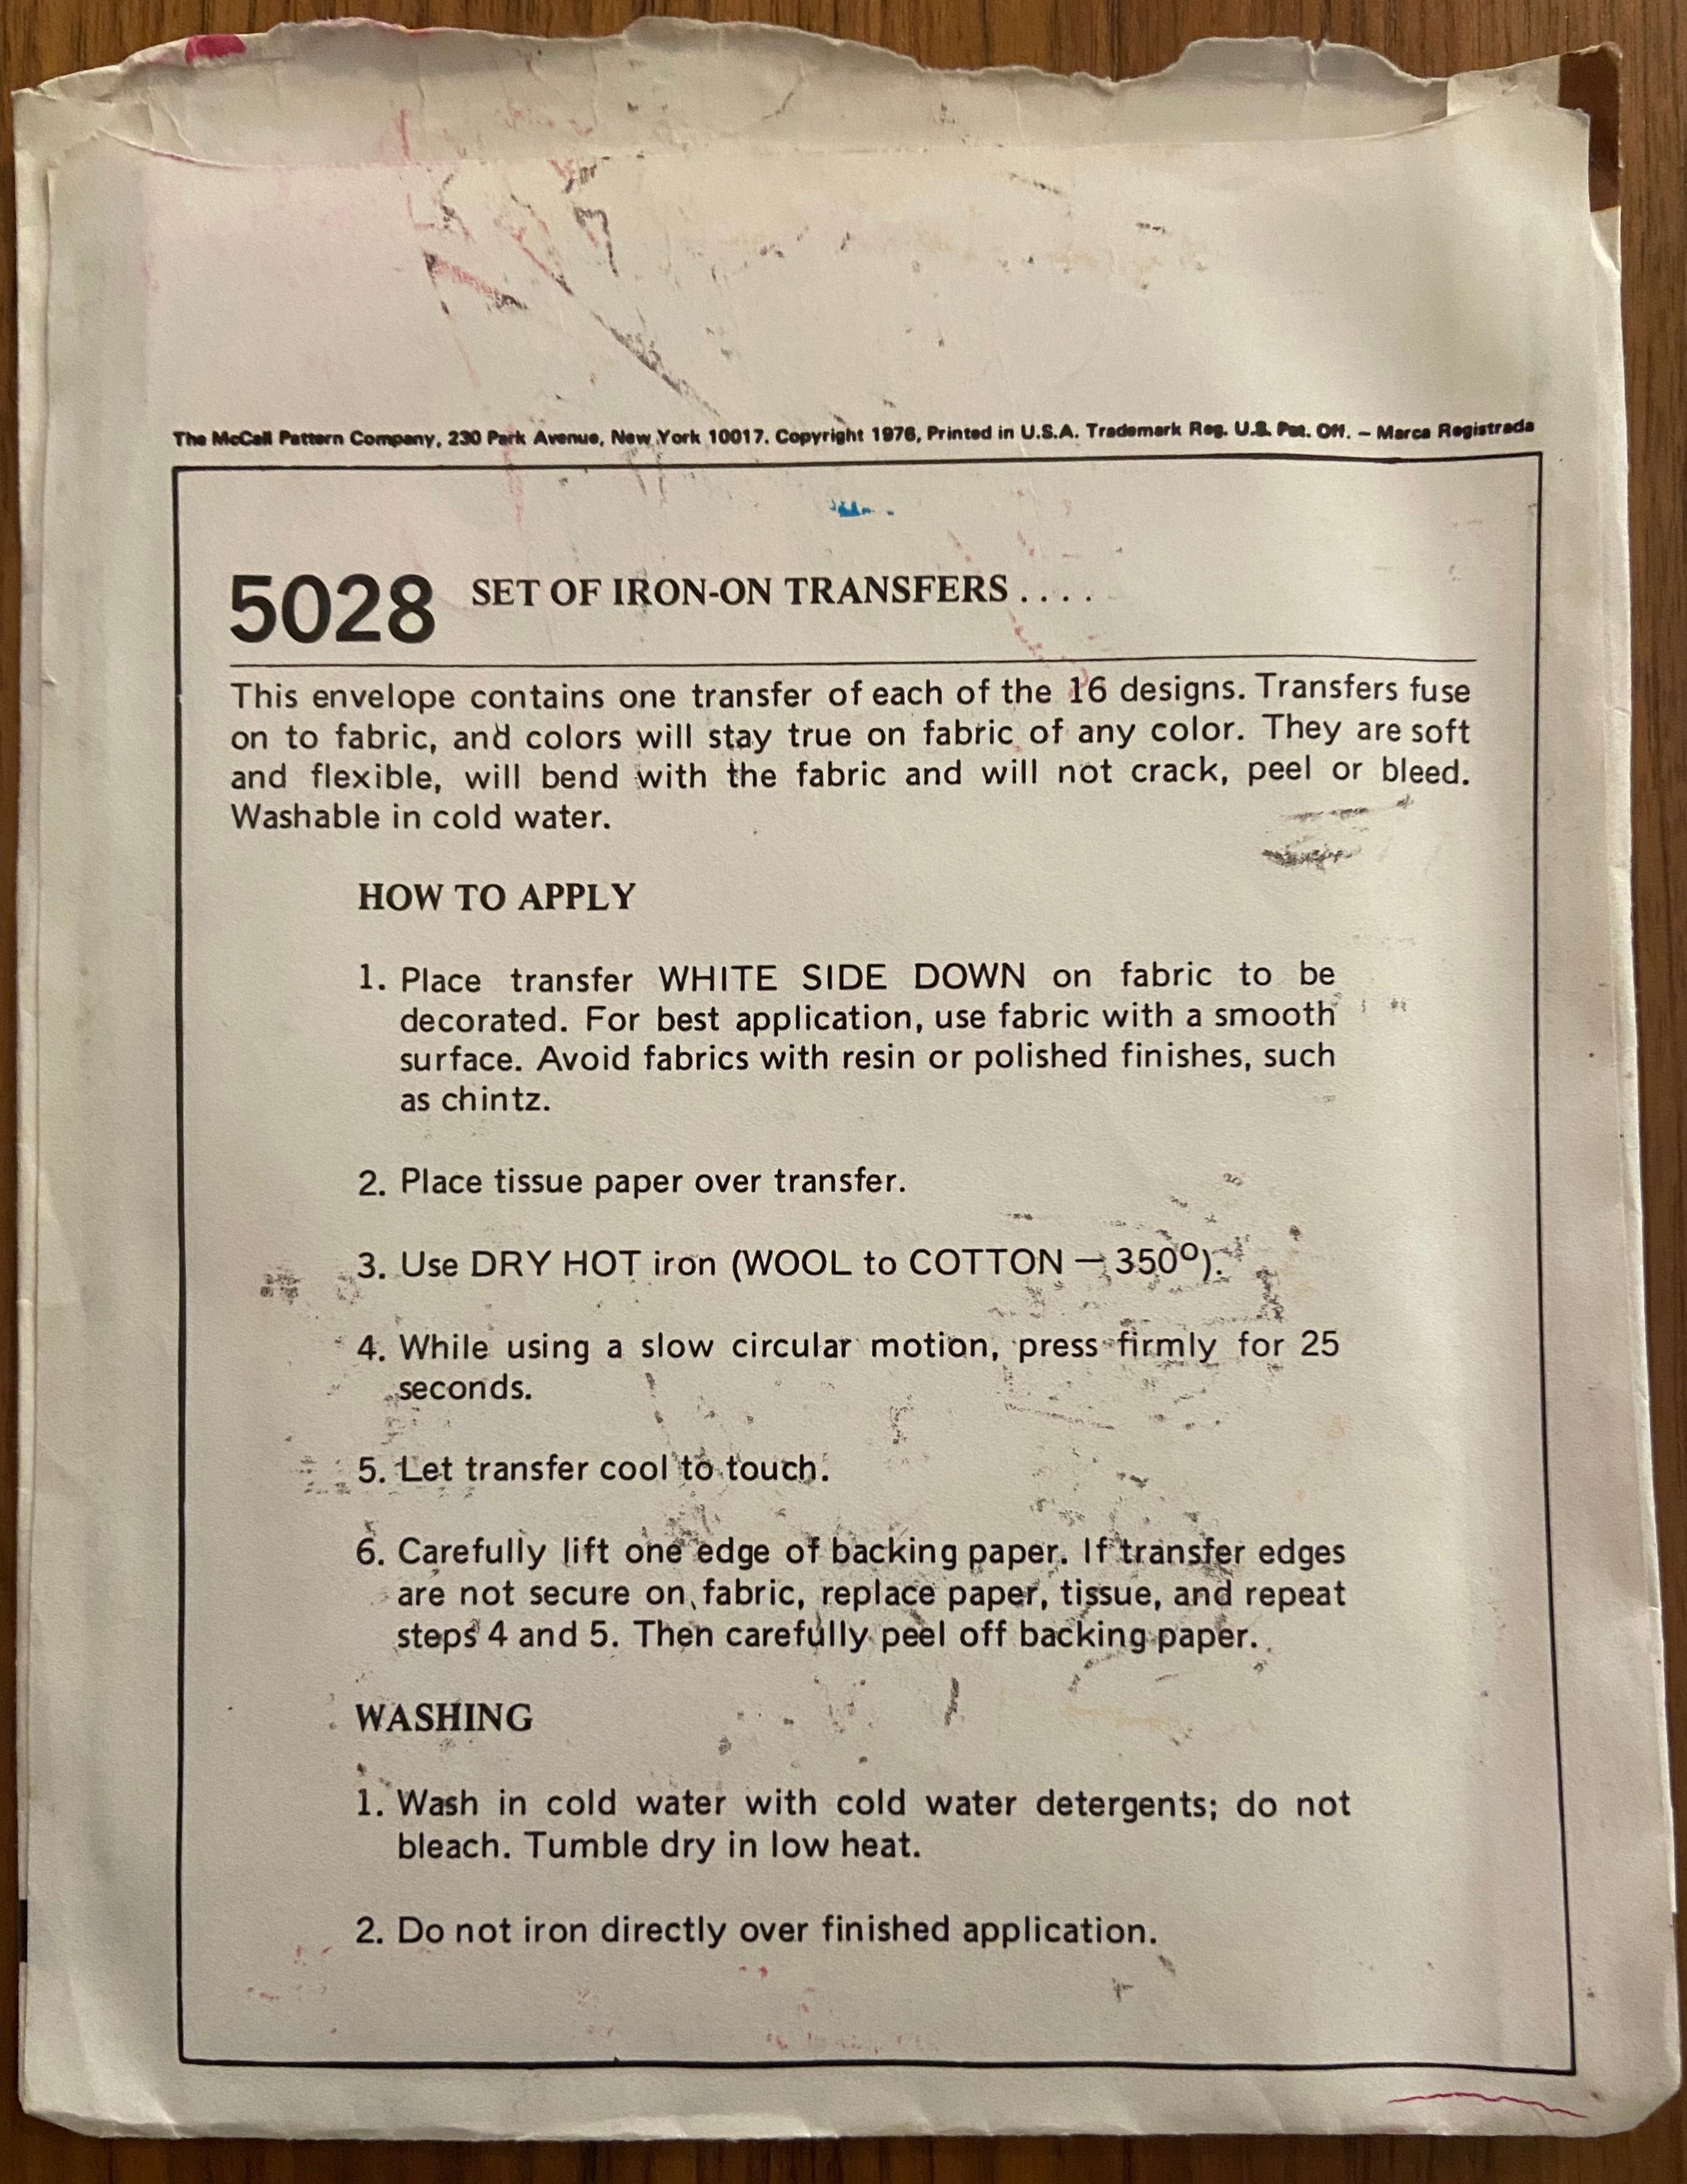 The McCall Pattern Company, 230 Park Avenue, New York 10017. Copyright 1976, Printed in U.S.A. Trademark Reg. U.S. Pat. Off. – Marca Registrada
5028 SET OF IRON-ON TRANSFERS . . . .
This envelope contains one transfer of each of the 16 designs. Transfers fuse
on to fabric, and colors will stay true on fabric of any color. They are soft
and flexible, will bend with the fabric and will not crack, peel or bleed.
Washable in cold water.
HOW TO APPLY
1. Place transfer WHITE SIDE DOWN on fabric to be
decorated. For best application, use fabric with a smooth
surface. Avoid fabrics with resin or polished finishes, such
as chintz.
2. Place tissue paper over transfer.
3. Use DRY HOT iron (WOOL to COTTON — 350º).
4. While using a slow circular motion, press firmly for 25
seconds.
5. Let transfer cool to touch.
6. Carefully lift one edge of backing paper. If transfer edges
are not secure on fabric, replace paper, tissue, and repeat
steps 4 and 5. Then carefully peel off backing paper.
WASHING
1. Wash in cold water with cold water detergents; do not
bleach. Tumble dry in low heat.
2. Do not iron directly over finished application.